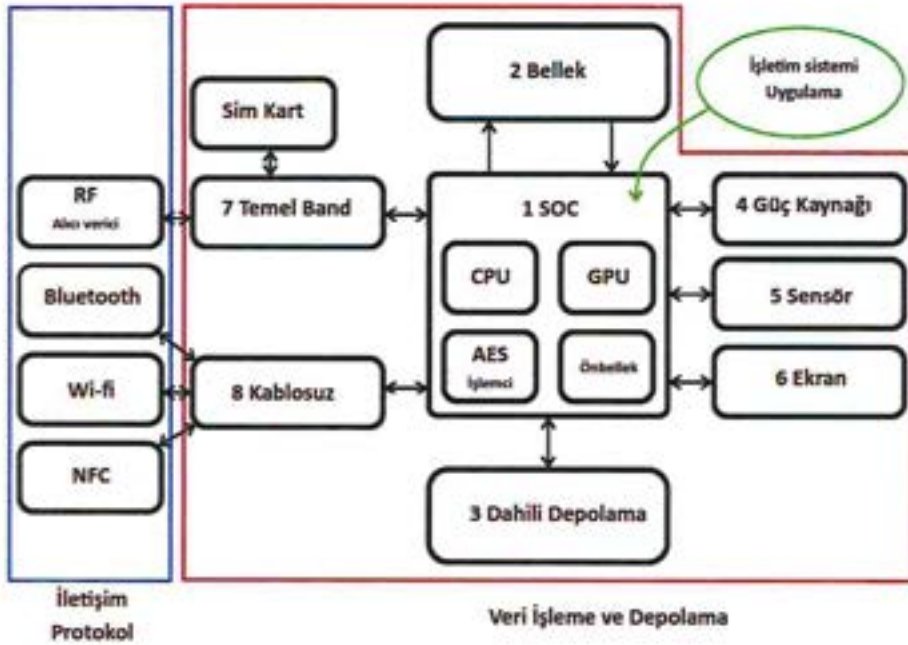 2 Bellek
İşletim sistemi
Uygulama
Sim Kart
RF
Alıcı verici
7 Temel Band
1 SOC
4 Güç Kaynağı
CPU
GPU
Bluetooth
5 Sensör
AES
İşlemci
Önbellek
Wi-fi
8 Kablosuz
6 Ekran
NFC
3 Dahili Depolama
İletişim
Protokol
Veri İşleme ve Depolama